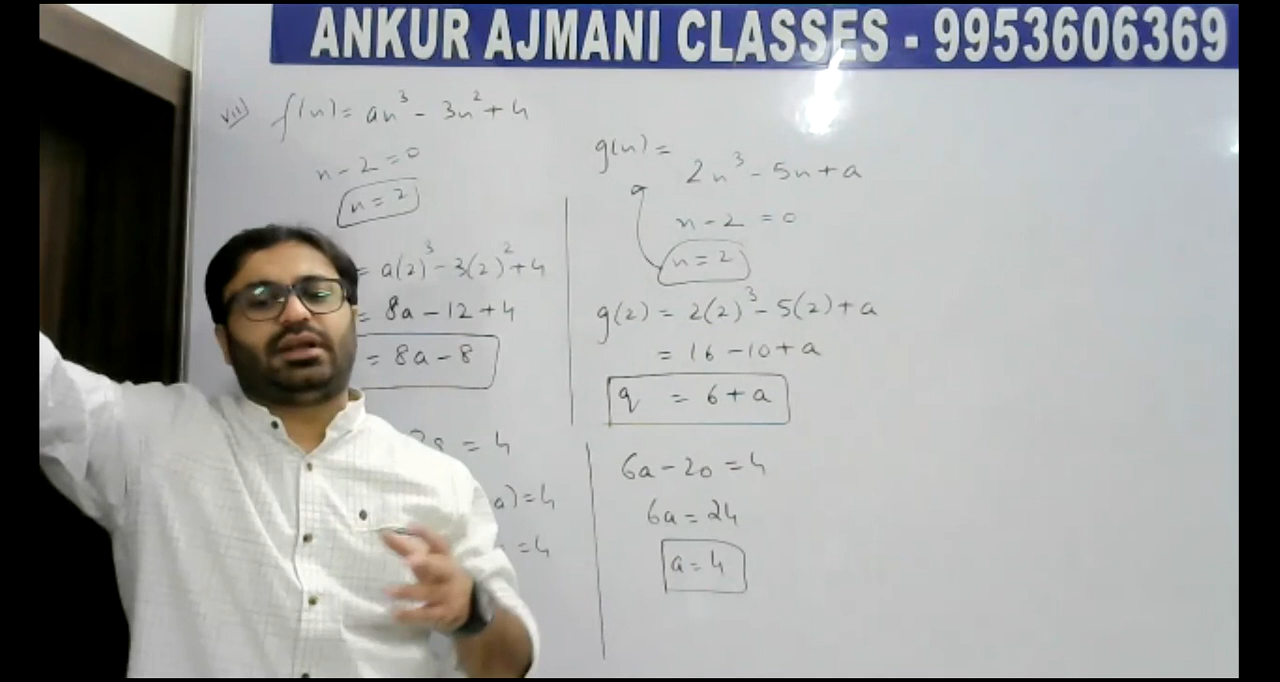 ANKUR AJMANI CLASSES - 9953606369
vii) f(n) = an³ - 3n² + 4
n - 2 = 0
n = 2
= a(2)³ - 3(2)² + 4
= 8a - 12 + 4
= 8a - 8
= 4
a) = 4
= 4
g(n) =
2n³ - 5n + a
n - 2 = 0
n = 2
g(2) = 2(2)³ - 5(2) + a
= 16 - 10 + a
q = 6 + a
6a - 20 = 4
6a = 24
a = 4